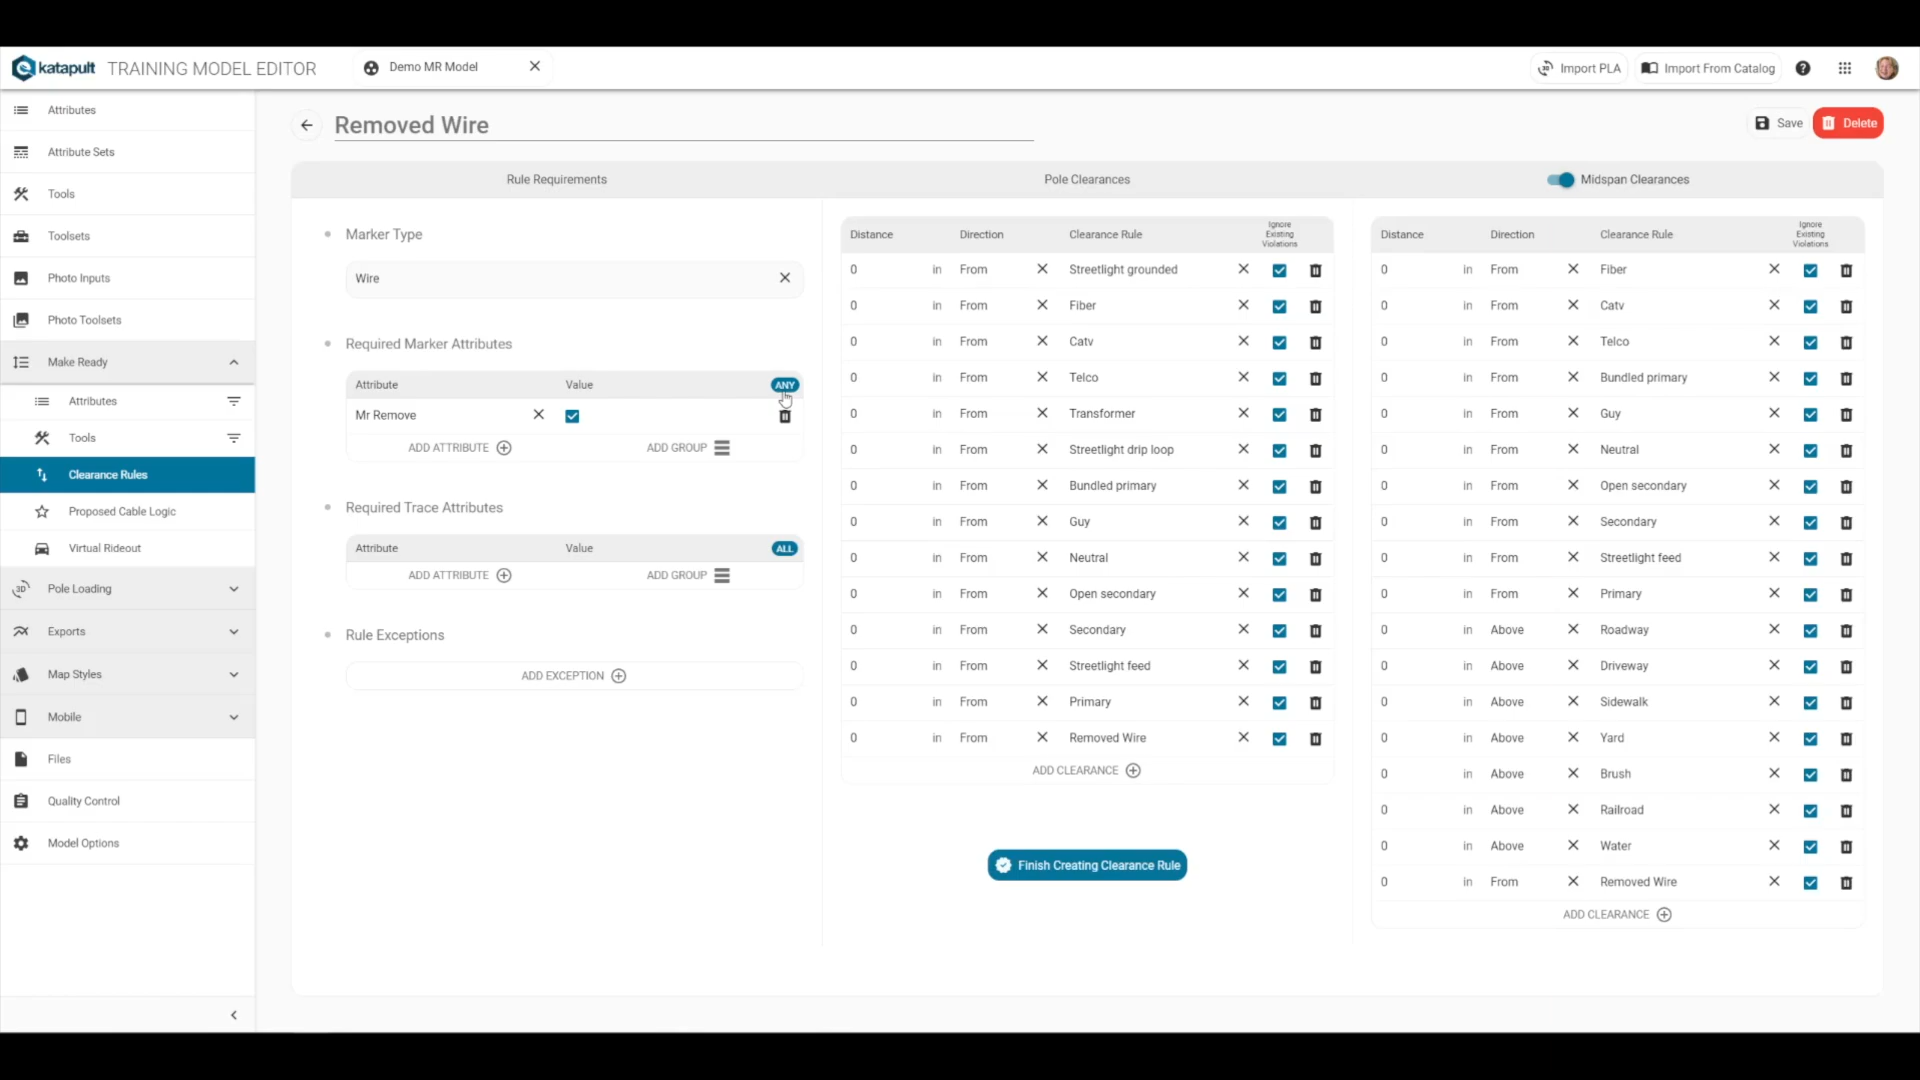 katapult TRAINING MODEL EDITOR
Demo MR Model
Import PLA
Import From Catalog
Attributes
Attribute Sets
Tools
Toolsets
Photo Inputs
Photo Toolsets
Make Ready
Attributes
Tools
Clearance Rules
Proposed Cable Logic
Virtual Rideout
3D Pole Loading
Exports
Map Styles
Mobile
Files
Quality Control
Model Options
Removed Wire
Save
Delete
Rule Requirements
Pole Clearances
Midspan Clearances
Marker Type
Wire
Required Marker Attributes
Attribute Value ANY
Mr Remove
ADD ATTRIBUTE ADD GROUP
Required Trace Attributes
Attribute Value ALL
ADD ATTRIBUTE ADD GROUP
Rule Exceptions
ADD EXCEPTION
Distance Direction Clearance Rule Ignore Existing Violations
0 in From Streetlight grounded
0 in From Fiber
0 in From Catv
0 in From Telco
0 in From Transformer
0 in From Streetlight drip loop
0 in From Bundled primary
0 in From Guy
0 in From Neutral
0 in From Open secondary
0 in From Secondary
0 in From Streetlight feed
0 in From Primary
0 in From Removed Wire
ADD CLEARANCE
Finish Creating Clearance Rule
Distance Direction Clearance Rule Ignore Existing Violations
0 in From Fiber
0 in From Catv
0 in From Telco
0 in From Bundled primary
0 in From Guy
0 in From Neutral
0 in From Open secondary
0 in From Secondary
0 in From Streetlight feed
0 in From Primary
0 in Above Roadway
0 in Above Driveway
0 in Above Sidewalk
0 in Above Yard
0 in Above Brush
0 in Above Railroad
0 in Above Water
0 in From Removed Wire
ADD CLEARANCE